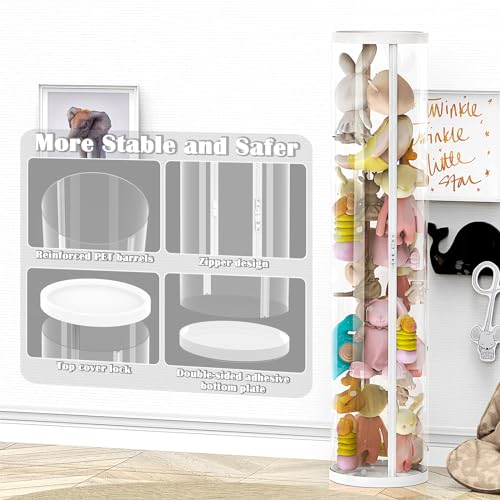 More Stable and Safer
Reinforced PET barrels
Zipper design
Top cover lock
Double-sided adhesive
bottom plate
Twinkle
twinkle
little
star